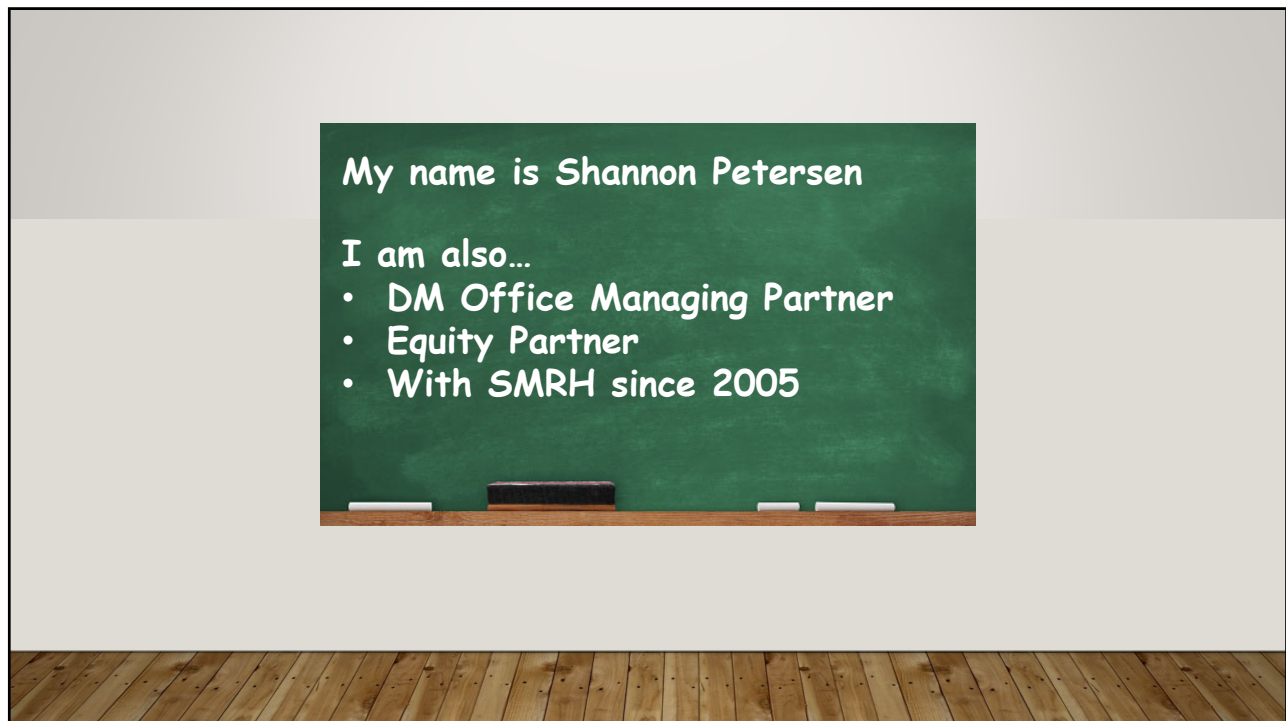 My name is Shannon Petersen
I am also…
• DM Office Managing Partner
• Equity Partner
• With SMRH since 2005